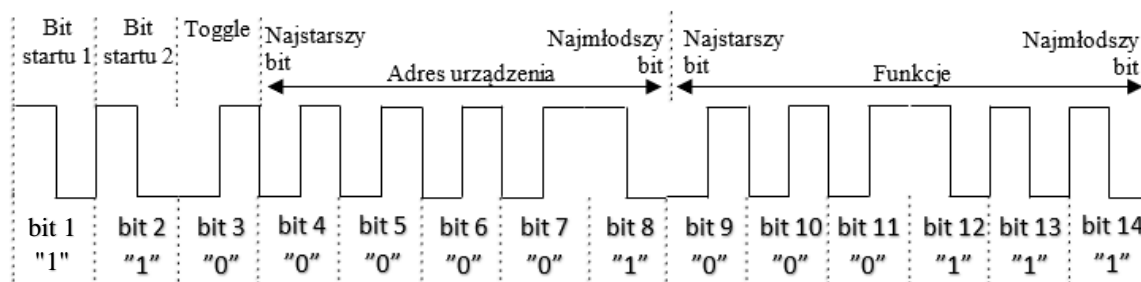 Bit startu 1 Bit startu 2 Toggle Najstarszy bit Najmłodszy bit Najstarszy bit Najmłodszy bit
Adres urządzenia Funkcje
bit 1 bit 2 bit 3 bit 4 bit 5 bit 6 bit 7 bit 8 bit 9 bit 10 bit 11 bit 12 bit 13 bit 14
"1" "1" "0" "0" "0" "0" "0" "1" "0" "0" "0" "1" "1" "1"